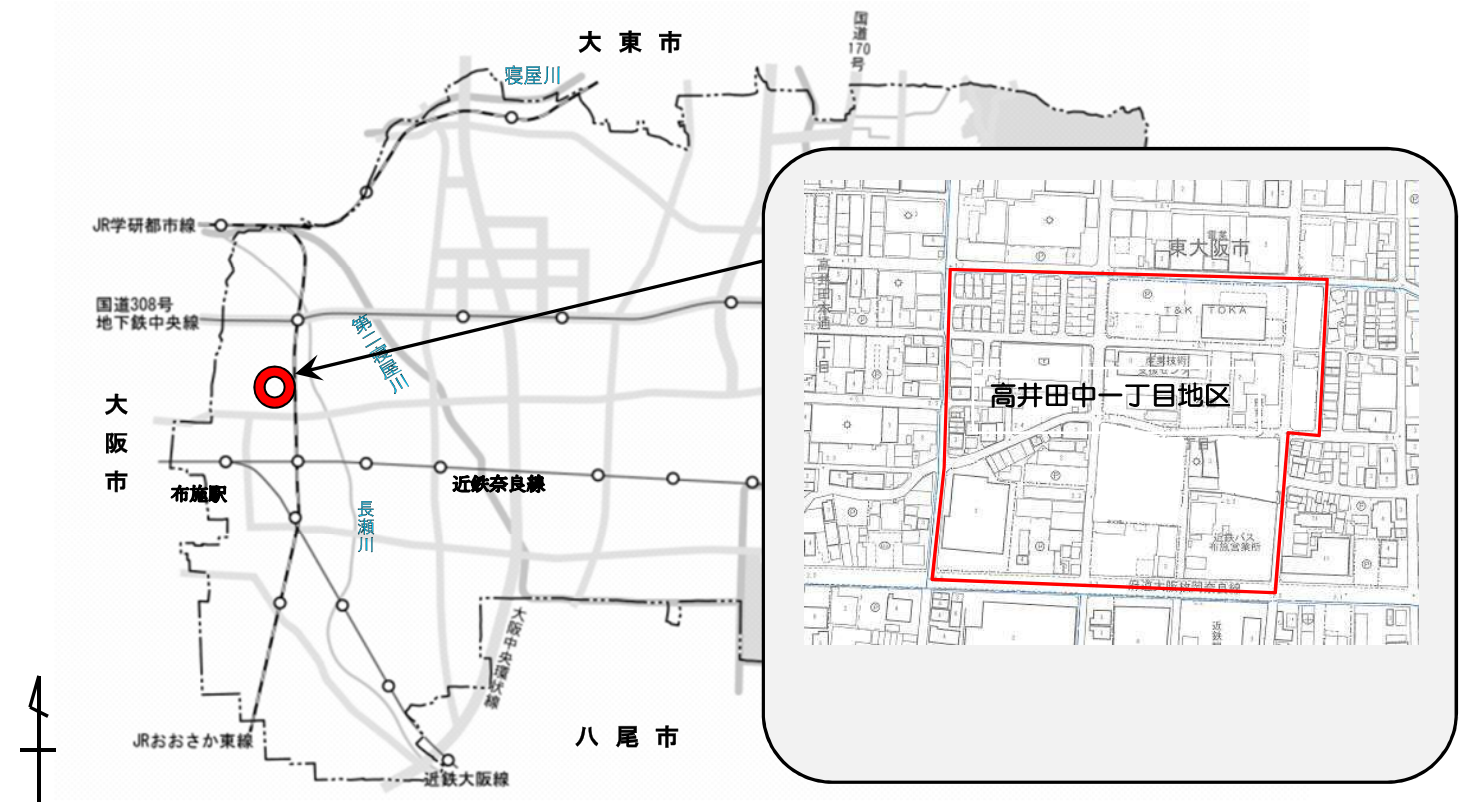 大東市
寝屋川
国道170号
JR学研都市線
国道308号
地下鉄中央線
第二寝屋川
大阪市
布施駅
近鉄奈良線
長瀬川
大阪中央環状線
八尾市
JRおおさか東線
近鉄大阪線
東大阪市
T&K TOKA
高井田中一丁目地区
近鉄バス
布施営業所